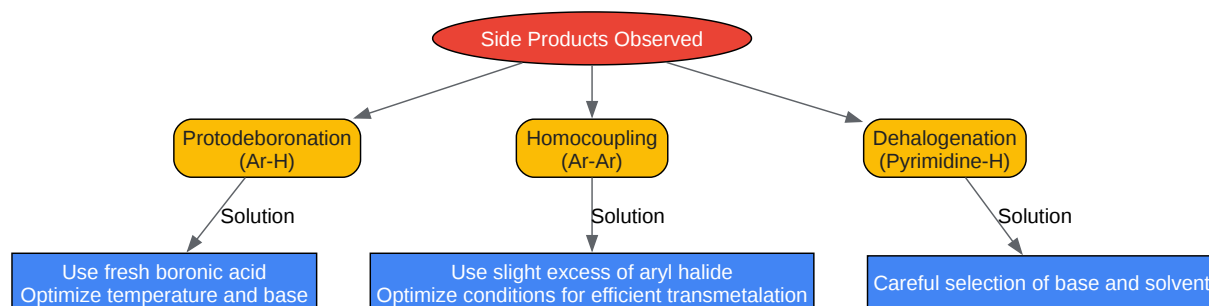 Side Products Observed
Protodeboronation
(Ar-H)
Homocoupling
(Ar-Ar)
Dehalogenation
(Pyrimidine-H)
Solution
Solution
Solution
Use fresh boronic acid
Optimize temperature and base
Use slight excess of aryl halide
Optimize conditions for efficient transmetalation
Careful selection of base and solvent